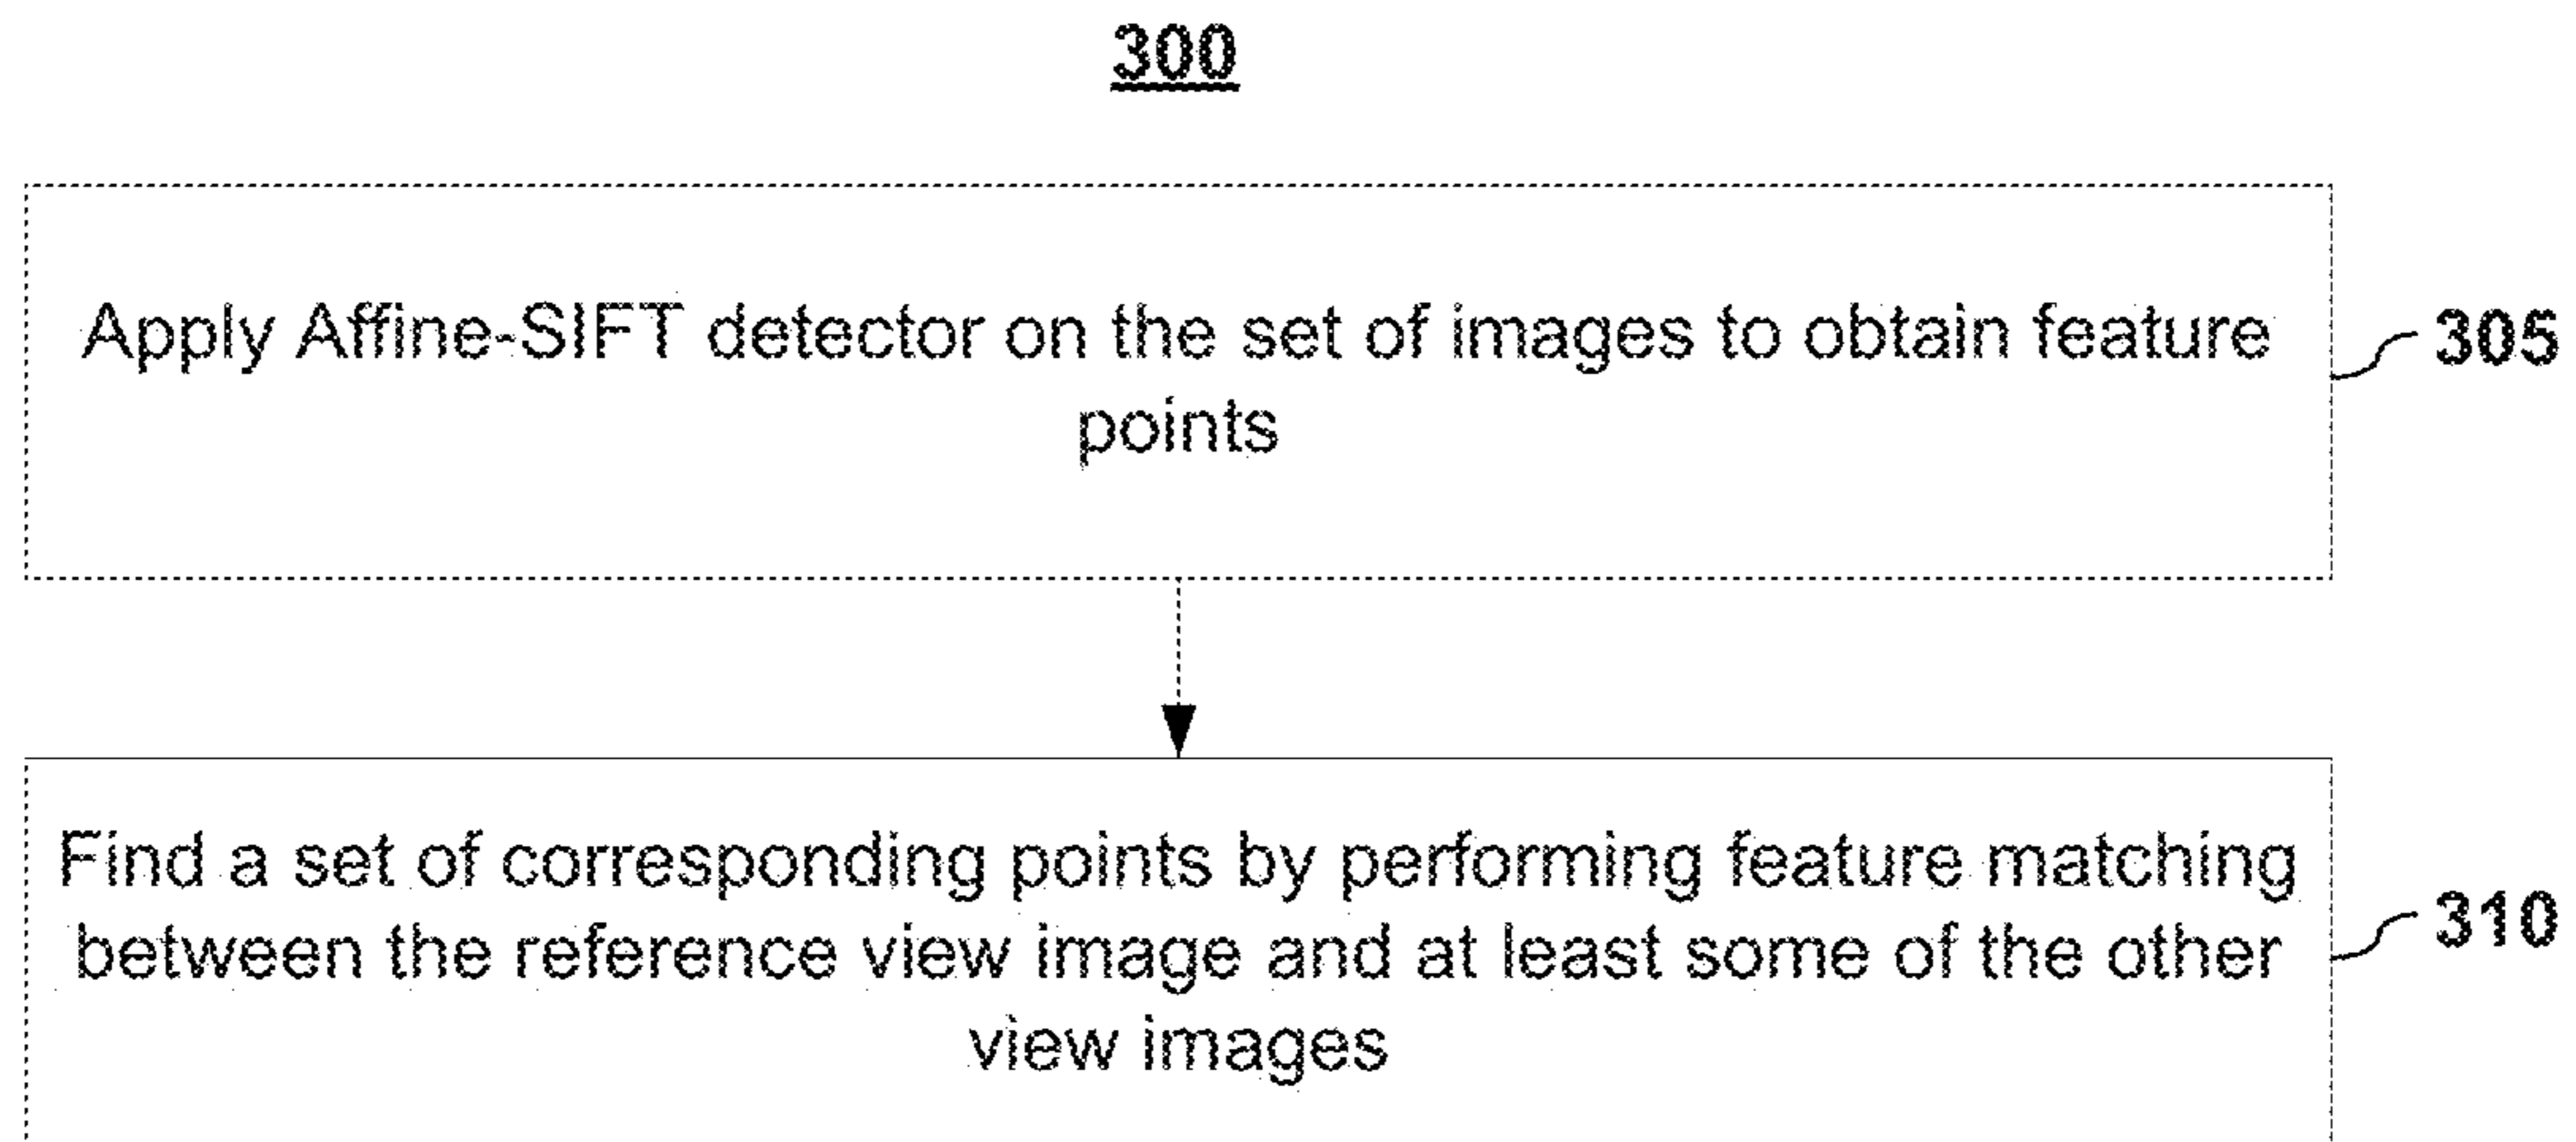 300
Apply Affine-SIFT detector on the set of images to obtain feature
points
305
Find a set of corresponding points by performing feature matching
between the reference view image and at least some of the other
view images
310